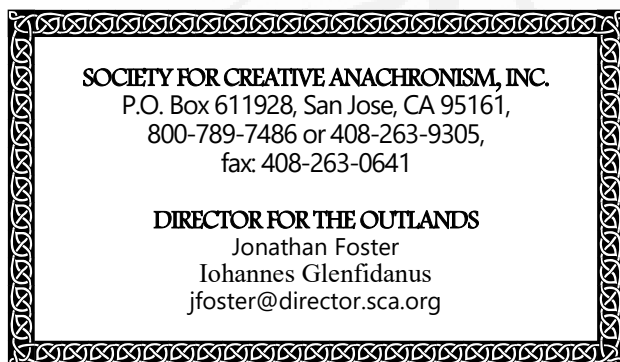 SOCIETY FOR CREATIVE ANACHRONISM, INC.
P.O. Box 611928, San Jose, CA 95161,
800-789-7486 or 408-263-9305,
fax: 408-263-0641
DIRECTOR FOR THE OUTLANDS
Jonathan Foster
Iohannes Glenfidanus
jfoster@director.sca.org